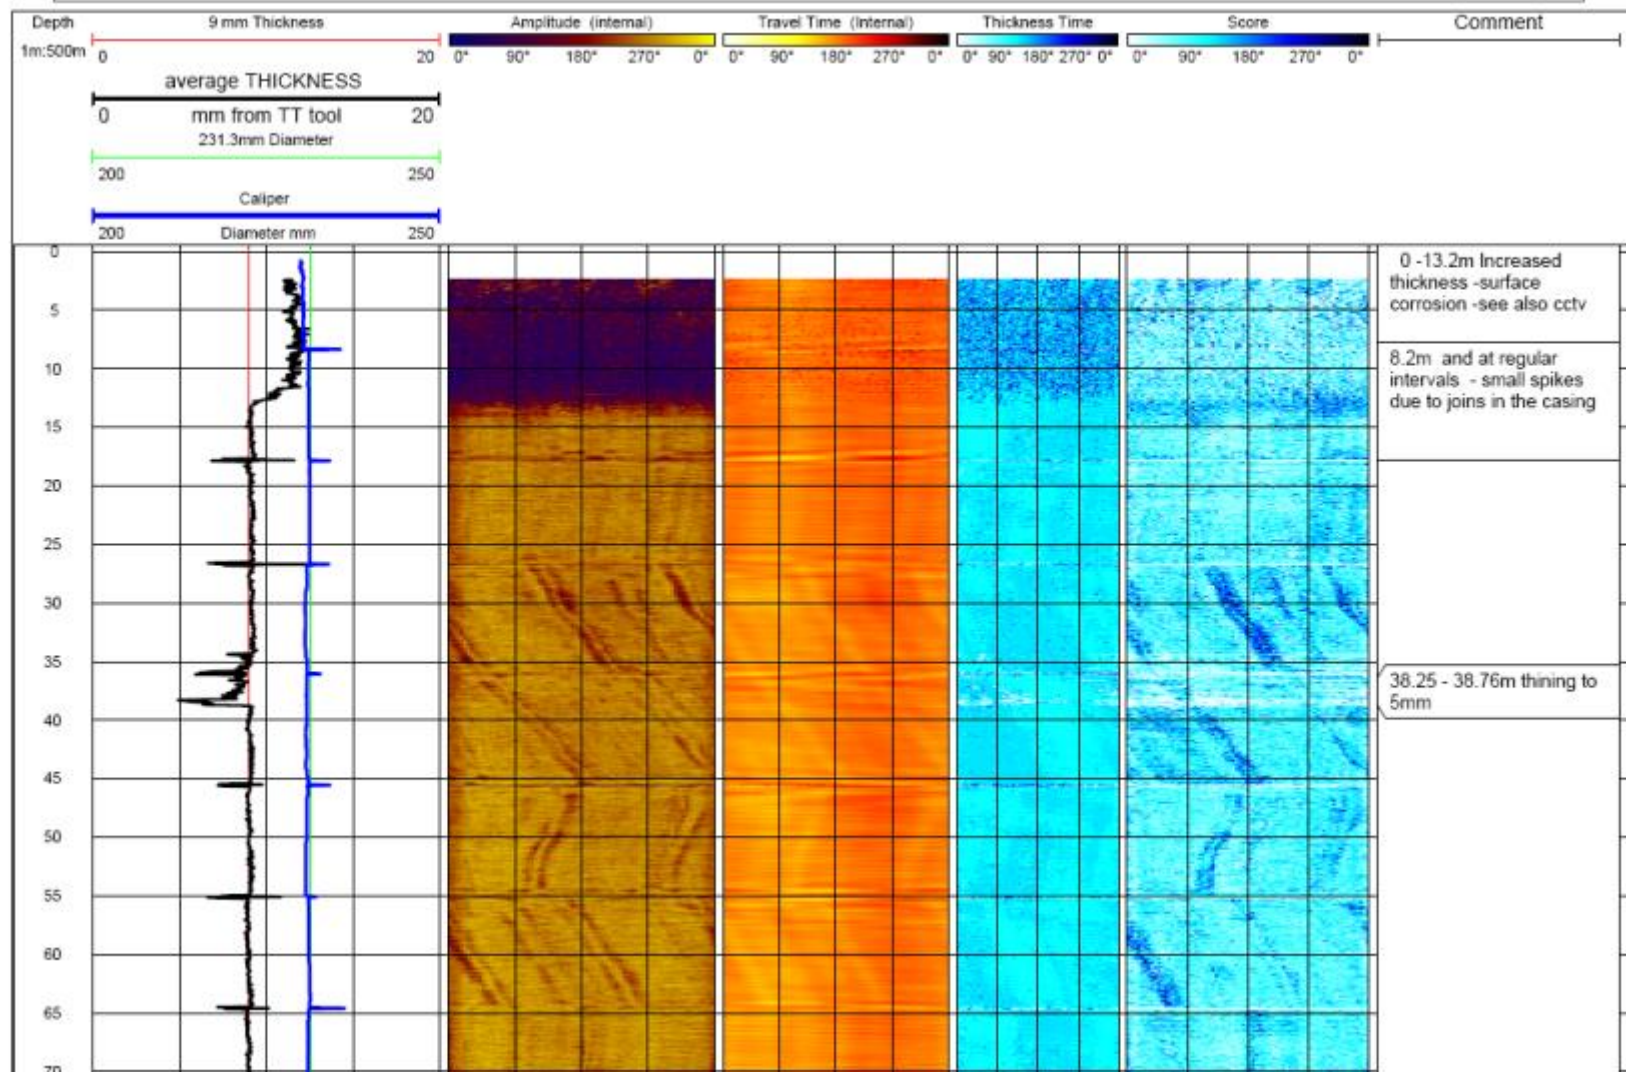 Depth
1m:500m
9 mm Thickness
0 20
average THICKNESS
0 mm from TT tool 20
231.3mm Diameter
200 250
Caliper
200 Diameter mm 250
Amplitude (internal)
0° 90° 180° 270° 0°
Travel Time (Internal)
0° 90° 180° 270° 0°
Thickness Time
0° 90° 180° 270° 0°
Score
0° 90° 180° 270° 0°
Comment
0
5
10
15
20
25
30
35
40
45
50
55
60
65
70
0 -13.2m Increased
thickness -surface
corrosion -see also cctv
8.2m and at regular
intervals - small spikes
due to joins in the casing
38.25 - 38.76m thining to
5mm